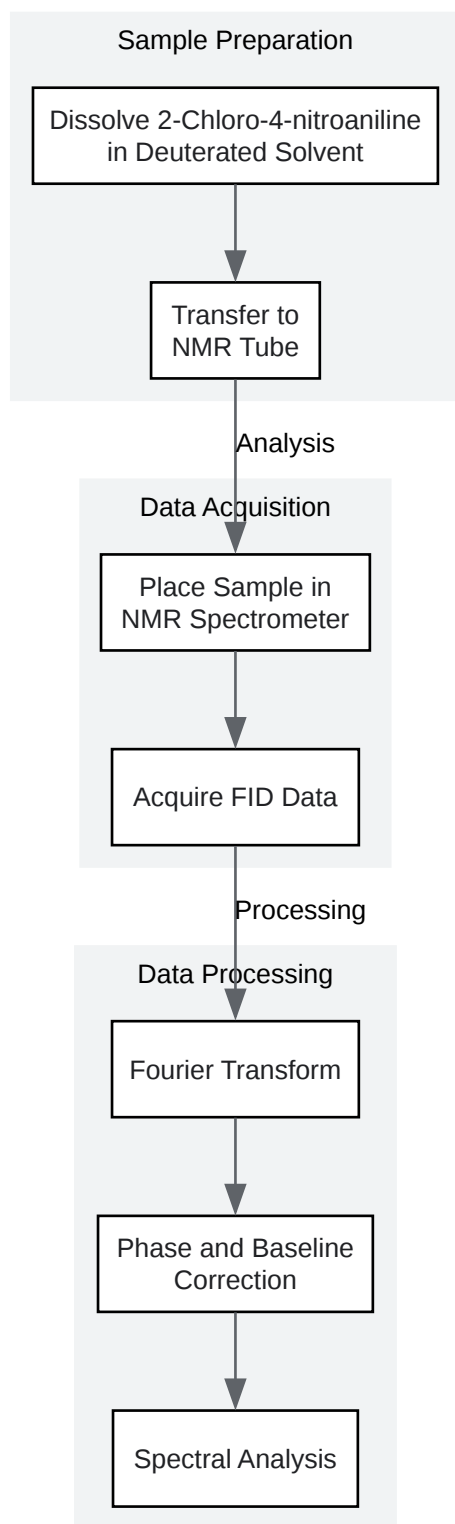 Sample Preparation
Dissolve 2-Chloro-4-nitroaniline
in Deuterated Solvent
Transfer to
NMR Tube
Analysis
Data Acquisition
Place Sample in
NMR Spectrometer
Acquire FID Data
Processing
Data Processing
Fourier Transform
Phase and Baseline
Correction
Spectral Analysis